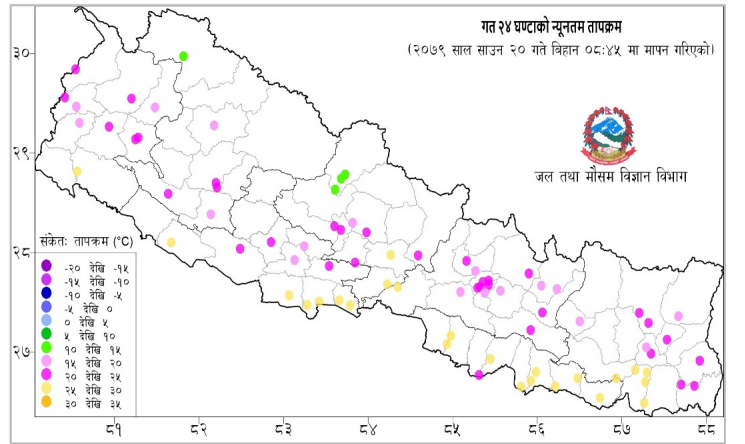 गत २४ घण्टाको न्यूनतम तापक्रम
(२०७९ साल साउन २० गते बिहान ०८:४५ मा मापन गरिएको)
जल तथा मौसम विज्ञान विभाग
३०
२९
२८
२७
संकेतः तापक्रम (°C)
-२० देखि -१५
-१५ देखि -१०
-१० देखि -५
-५ देखि ०
० देखि ५
५ देखि १०
१० देखि १५
१५ देखि २०
२० देखि २५
२५ देखि ३०
३० देखि ३५
८१ ८२ ८३ ८४ ८५ ८६ ८७ ८८